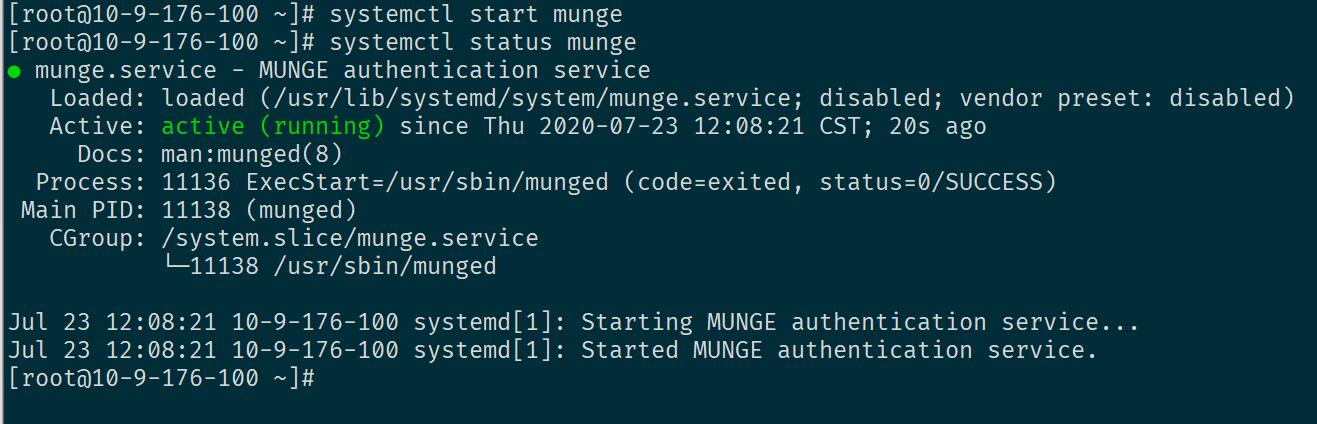 [root@10-9-176-100 ~]# systemctl start munge
[root@10-9-176-100 ~]# systemctl status munge
● munge.service - MUNGE authentication service
   Loaded: loaded (/usr/lib/systemd/system/munge.service; disabled; vendor preset: disabled)
   Active: active (running) since Thu 2020-07-23 12:08:21 CST; 20s ago
     Docs: man:munged(8)
  Process: 11136 ExecStart=/usr/sbin/munged (code=exited, status=0/SUCCESS)
 Main PID: 11138 (munged)
   CGroup: /system.slice/munge.service
           └─11138 /usr/sbin/munged
Jul 23 12:08:21 10-9-176-100 systemd[1]: Starting MUNGE authentication service...
Jul 23 12:08:21 10-9-176-100 systemd[1]: Started MUNGE authentication service.
[root@10-9-176-100 ~]#